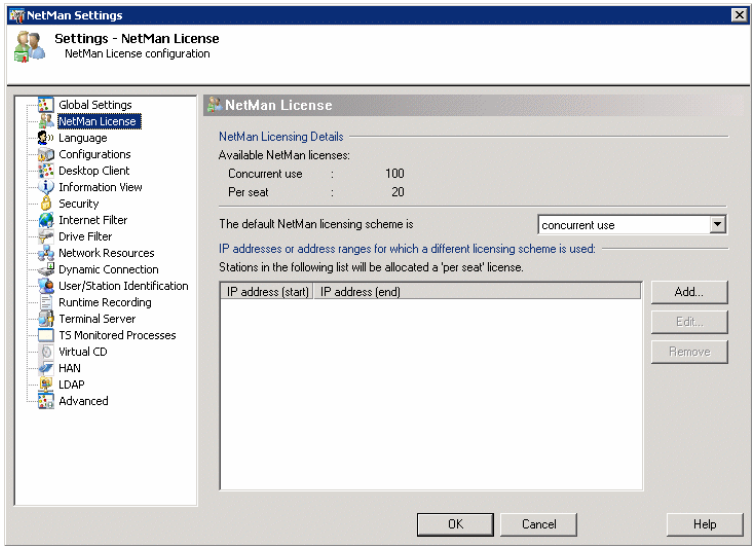 NetMan Settings
Settings - NetMan License
NetMan License configuration
Global Settings
NetMan License
Language
Configurations
Desktop Client
Information View
Security
Internet Filter
Drive Filter
Network Resources
Dynamic Connection
User/Station Identification
Runtime Recording
Terminal Server
TS Monitored Processes
Virtual CD
HAN
LDAP
Advanced
NetMan License
NetMan Licensing Details
Available NetMan licenses:
Concurrent use : 100
Per seat : 20
The default NetMan licensing scheme is concurrent use
IP addresses or address ranges for which a different licensing scheme is used:
Stations in the following list will be allocated a 'per seat' license.
IP address (start) IP address (end)
Add...
Edit...
Remove
OK Cancel Help